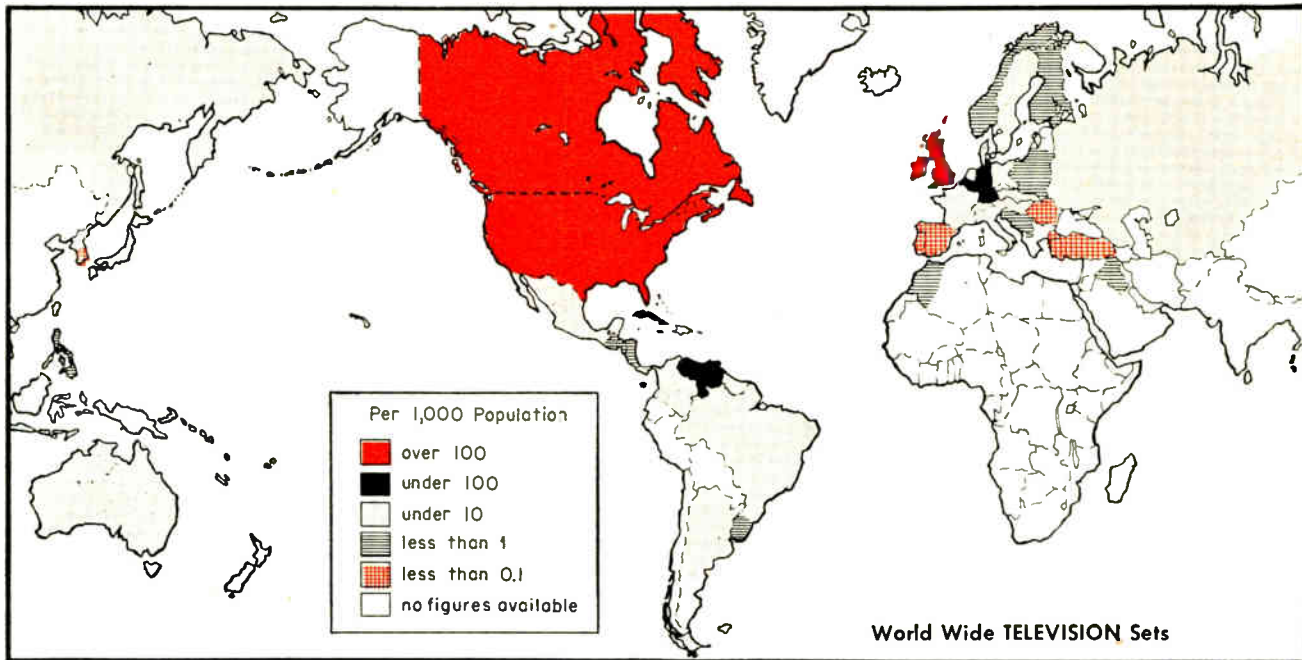 Per 1,000 Population
over 100
under 100
under 10
less than 1
less than 0.1
no figures available
World Wide TELEVISION Sets